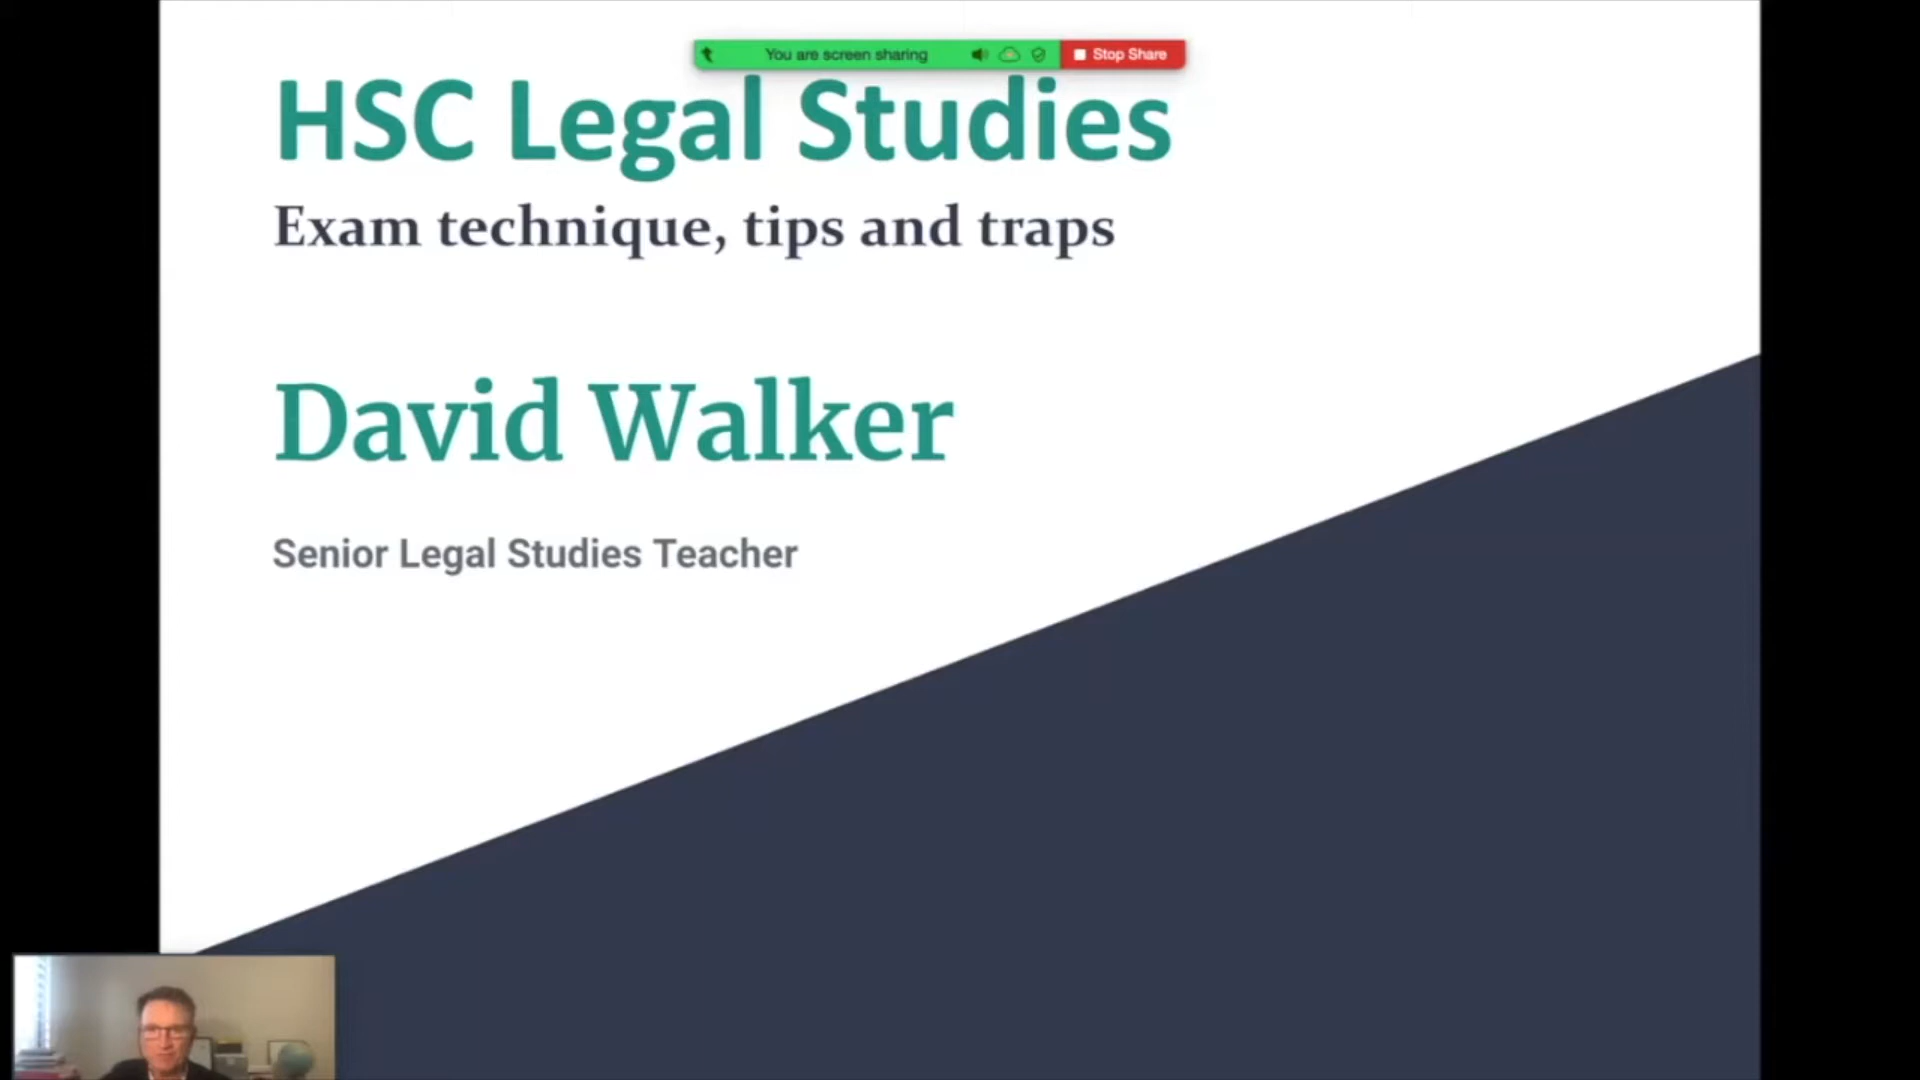 You are screen sharing
Stop Share
HSC Legal Studies
Exam technique, tips and traps
David Walker
Senior Legal Studies Teacher